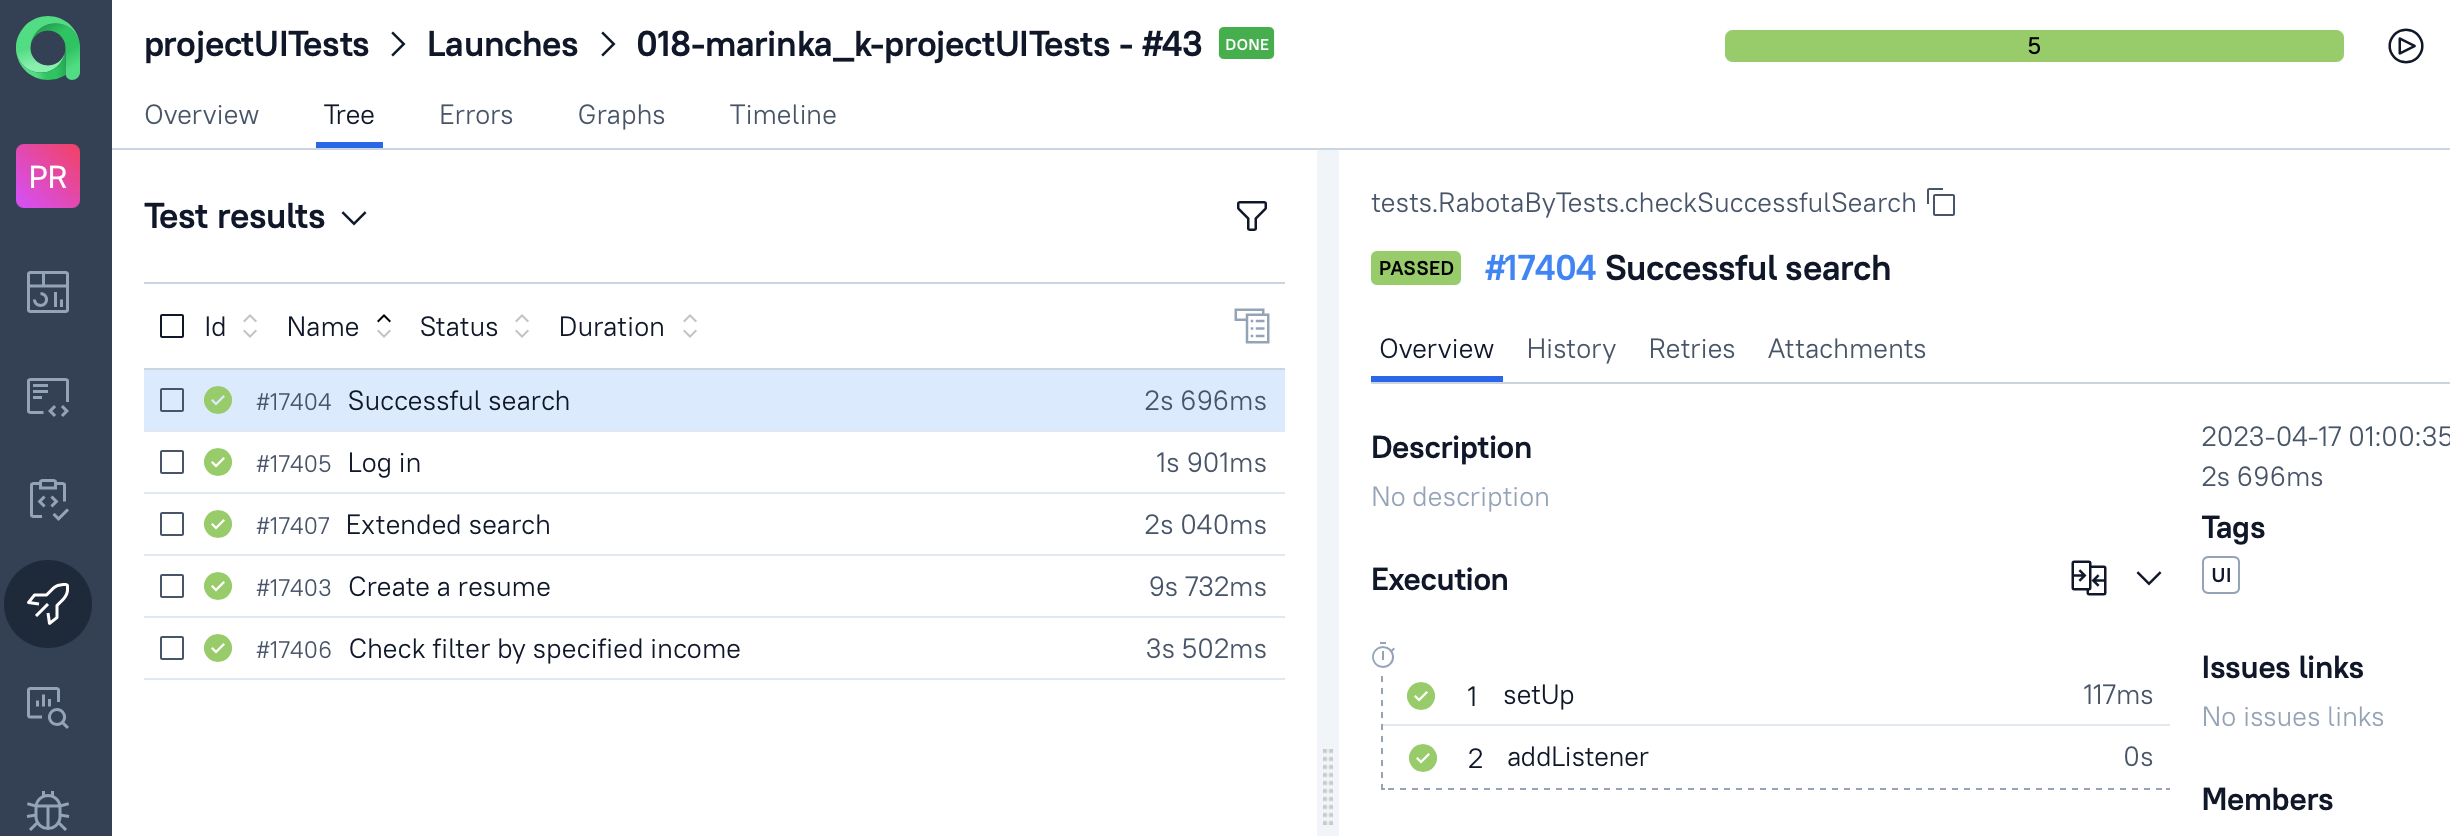 projectUITests > Launches > 018-marinka_k-projectUITests - #43 DONE
5
Overview Tree Errors Graphs Timeline
PR
Test results
Id Name Status Duration
#17404 Successful search 2s 696ms
#17405 Log in 1s 901ms
#17407 Extended search 2s 040ms
#17403 Create a resume 9s 732ms
#17406 Check filter by specified income 3s 502ms
tests.RabotaByTests.checkSuccessfulSearch
PASSED #17404 Successful search
Overview History Retries Attachments
Description
No description
Execution
1 setUp 117ms
2 addListener 0s
2023-04-17 01:00:35
2s 696ms
Tags
UI
Issues links
No issues links
Members